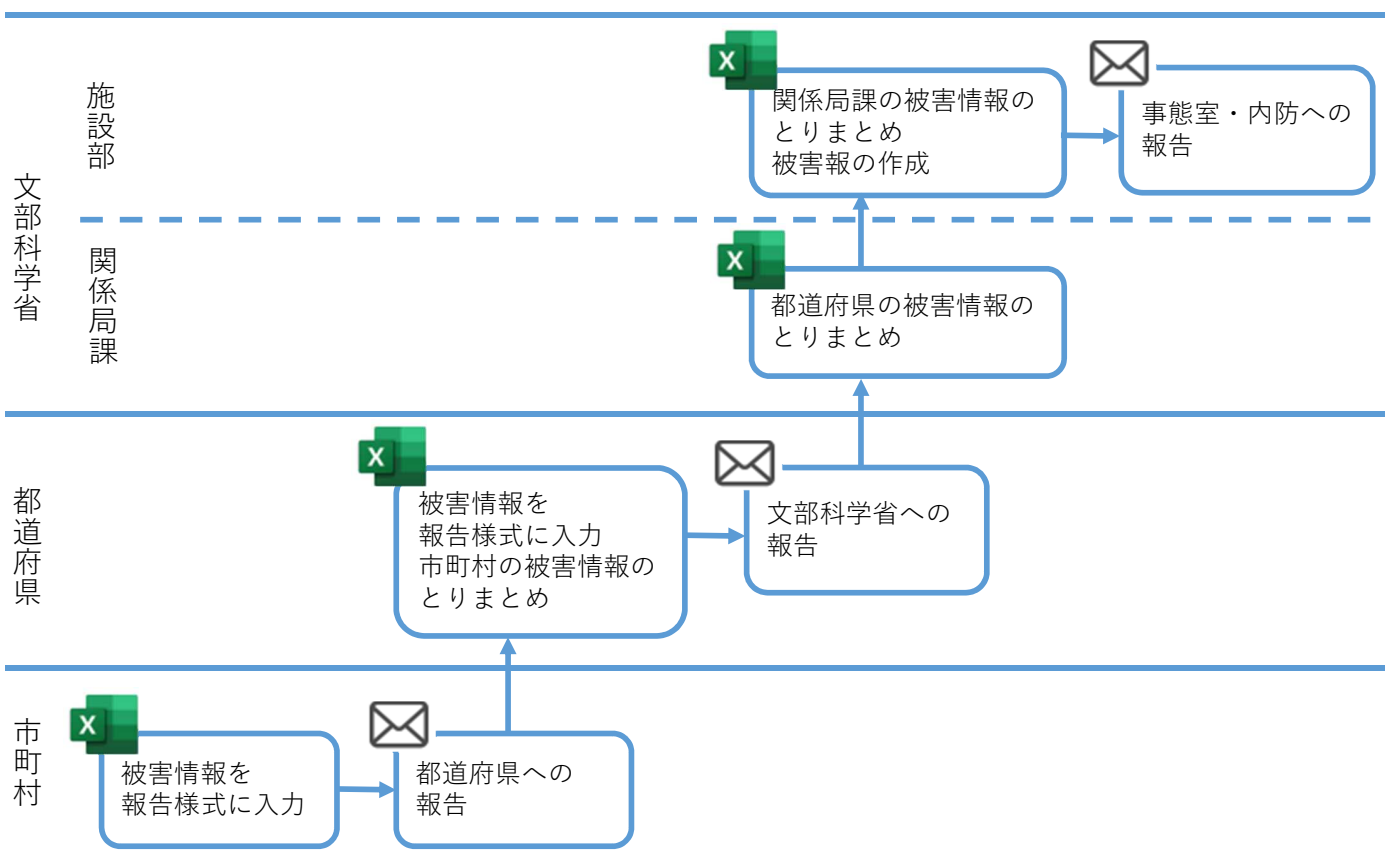 文部科学省
施設部
X
関係局課の被害情報の
とりまとめ
被害報の作成
事態室・内防への
報告
関係局課
X
都道府県の被害情報の
とりまとめ
都道府県
X
被害情報を
報告様式に入力
市町村の被害情報の
とりまとめ
文部科学省への
報告
市町村
X
被害情報を
報告様式に入力
都道府県への
報告